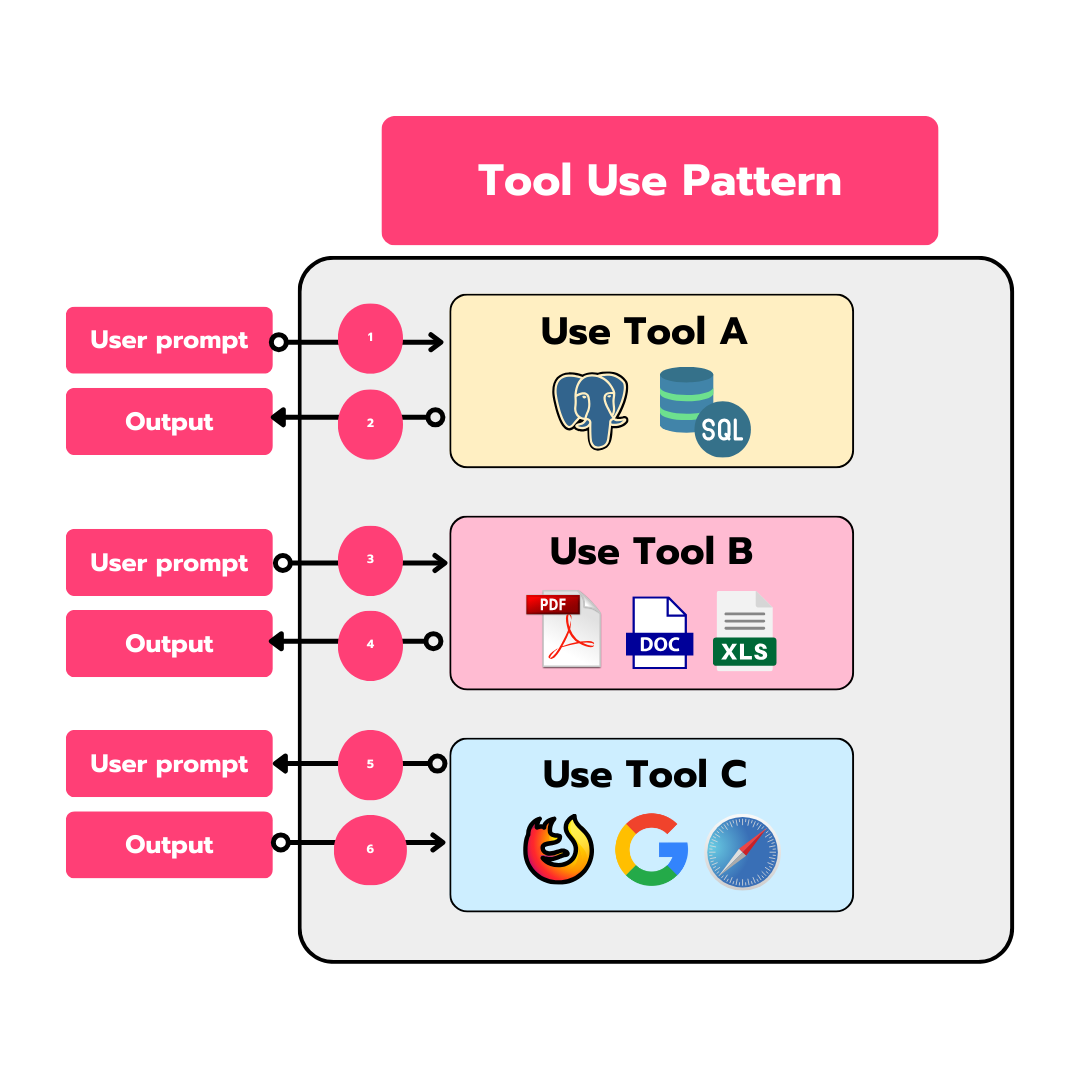 Tool Use Pattern
User prompt
1
Use Tool A
Output
2
SQL
User prompt
3
Use Tool B
Output
4
PDF
DOC
XLS
User prompt
5
Use Tool C
Output
6